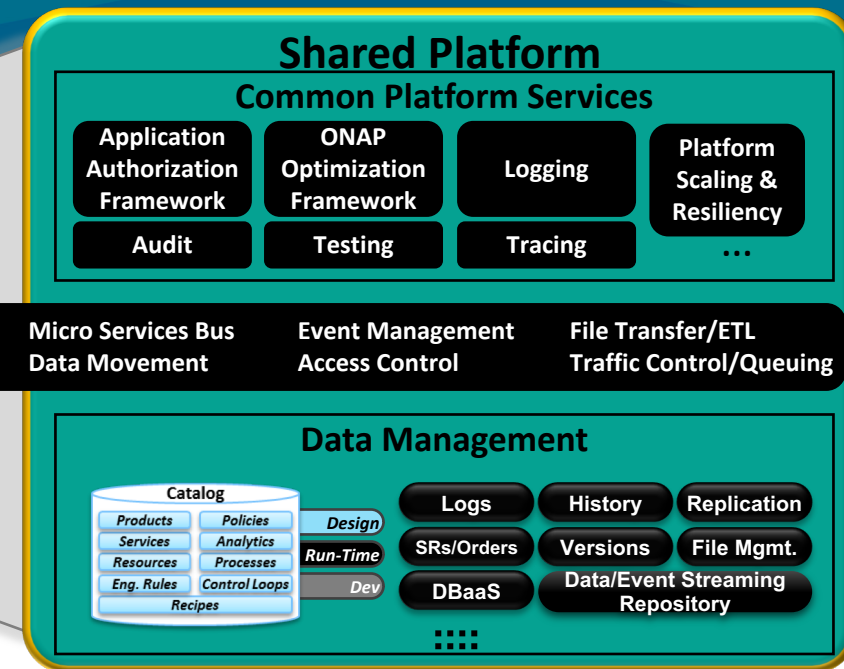 Shared Platform
Common Platform Services
Application
Authorization
Framework
ONAP
Optimization
Framework
Logging
Platform
Scaling &
Resiliency
Audit
Testing
Tracing
...
Micro Services Bus
Event Management
File Transfer/ETL
Data Movement
Access Control
Traffic Control/Queuing
Data Management
Catalog
Products
Policies
Services
Analytics
Resources
Processes
Eng. Rules
Control Loops
Recipes
Design
Run-Time
Dev
Logs
History
Replication
SRs/Orders
Versions
File Mgmt.
DBaaS
Data/Event Streaming
Repository
::::